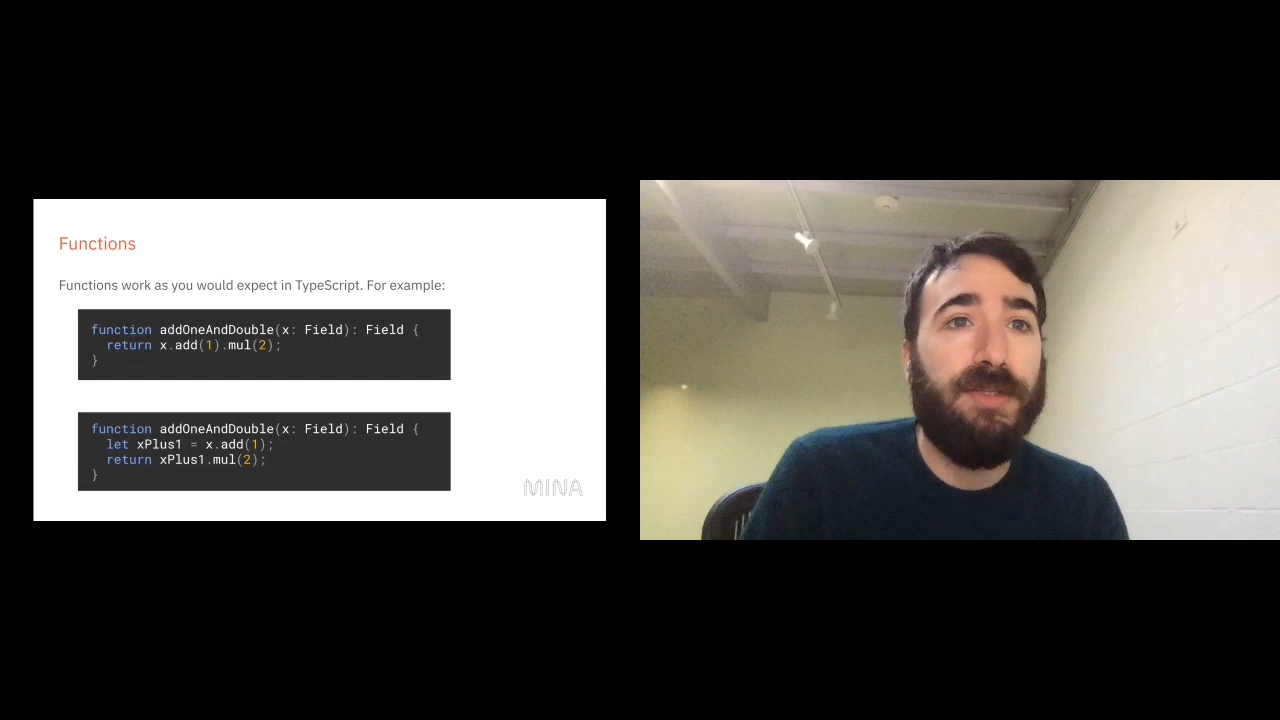 Functions
Functions work as you would expect in TypeScript. For example:
function addOneAndDouble(x: Field): Field {
  return x.add(1).mul(2);
}
function addOneAndDouble(x: Field): Field {
  let xPlus1 = x.add(1);
  return xPlus1.mul(2);
}
MINA